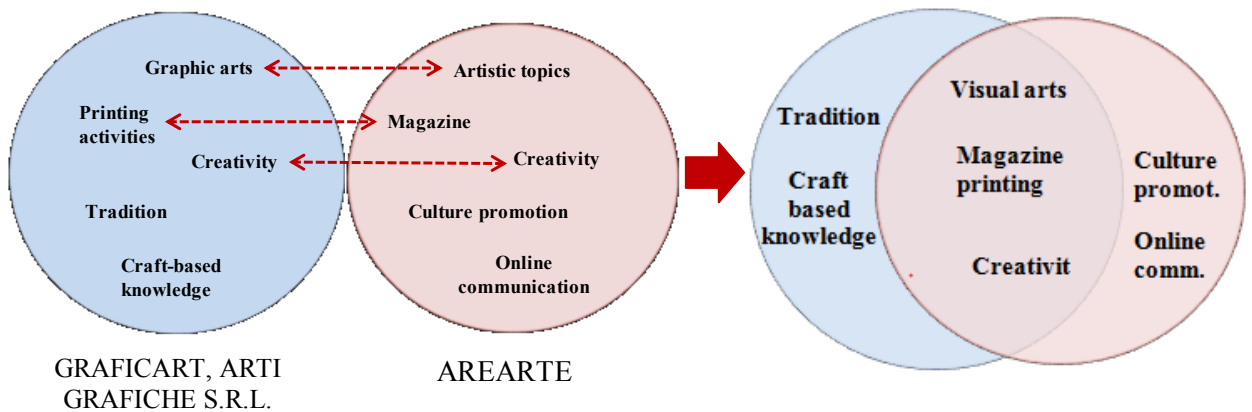 Graphic arts
Printing
activities
Creativity
Tradition
Craft-based
knowledge
GRAFICART, ARTI
GRAFICHE S.R.L.
Artistic topics
Magazine
Creativity
Culture promotion
Online
communication
AREARTE
Tradition
Craft
based
knowledge
Visual arts
Magazine
printing
Creativit
Culture
promot.
Online
comm.